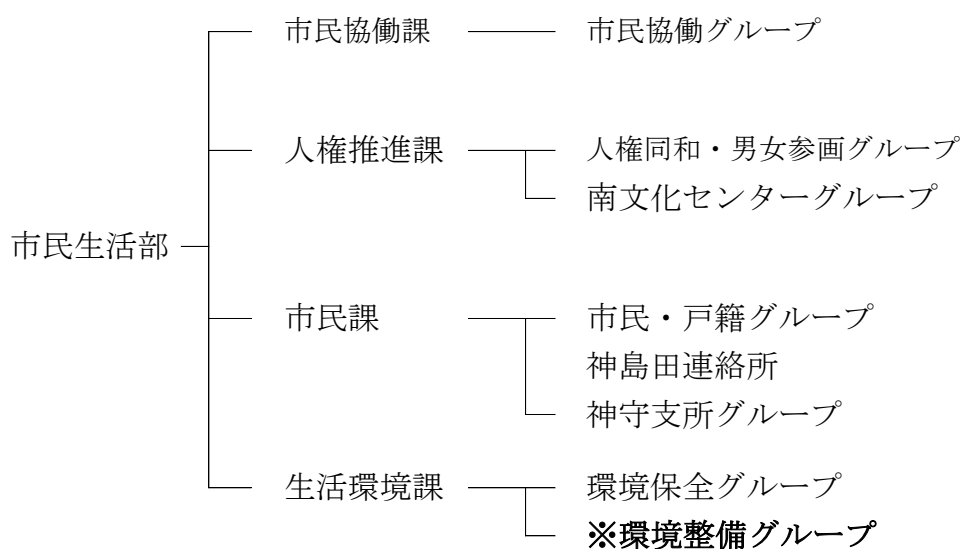 市民協働課 市民協働グループ
人権推進課 人権同和・男女参画グループ
南文化センターグループ
市民生活部
市民課 市民・戸籍グループ
神島田連絡所
神守支所グループ
生活環境課 環境保全グループ
※環境整備グループ